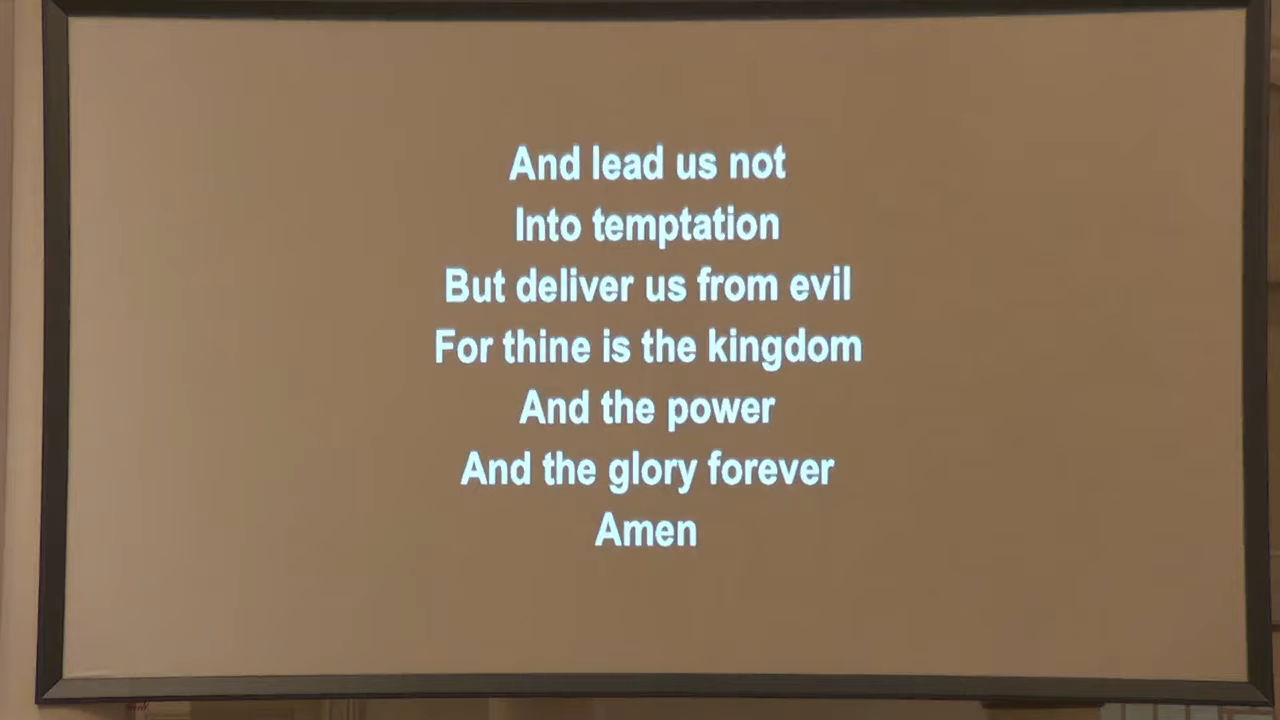 And lead us not
Into temptation
But deliver us from evil
For thine is the kingdom
And the power
And the glory forever
Amen